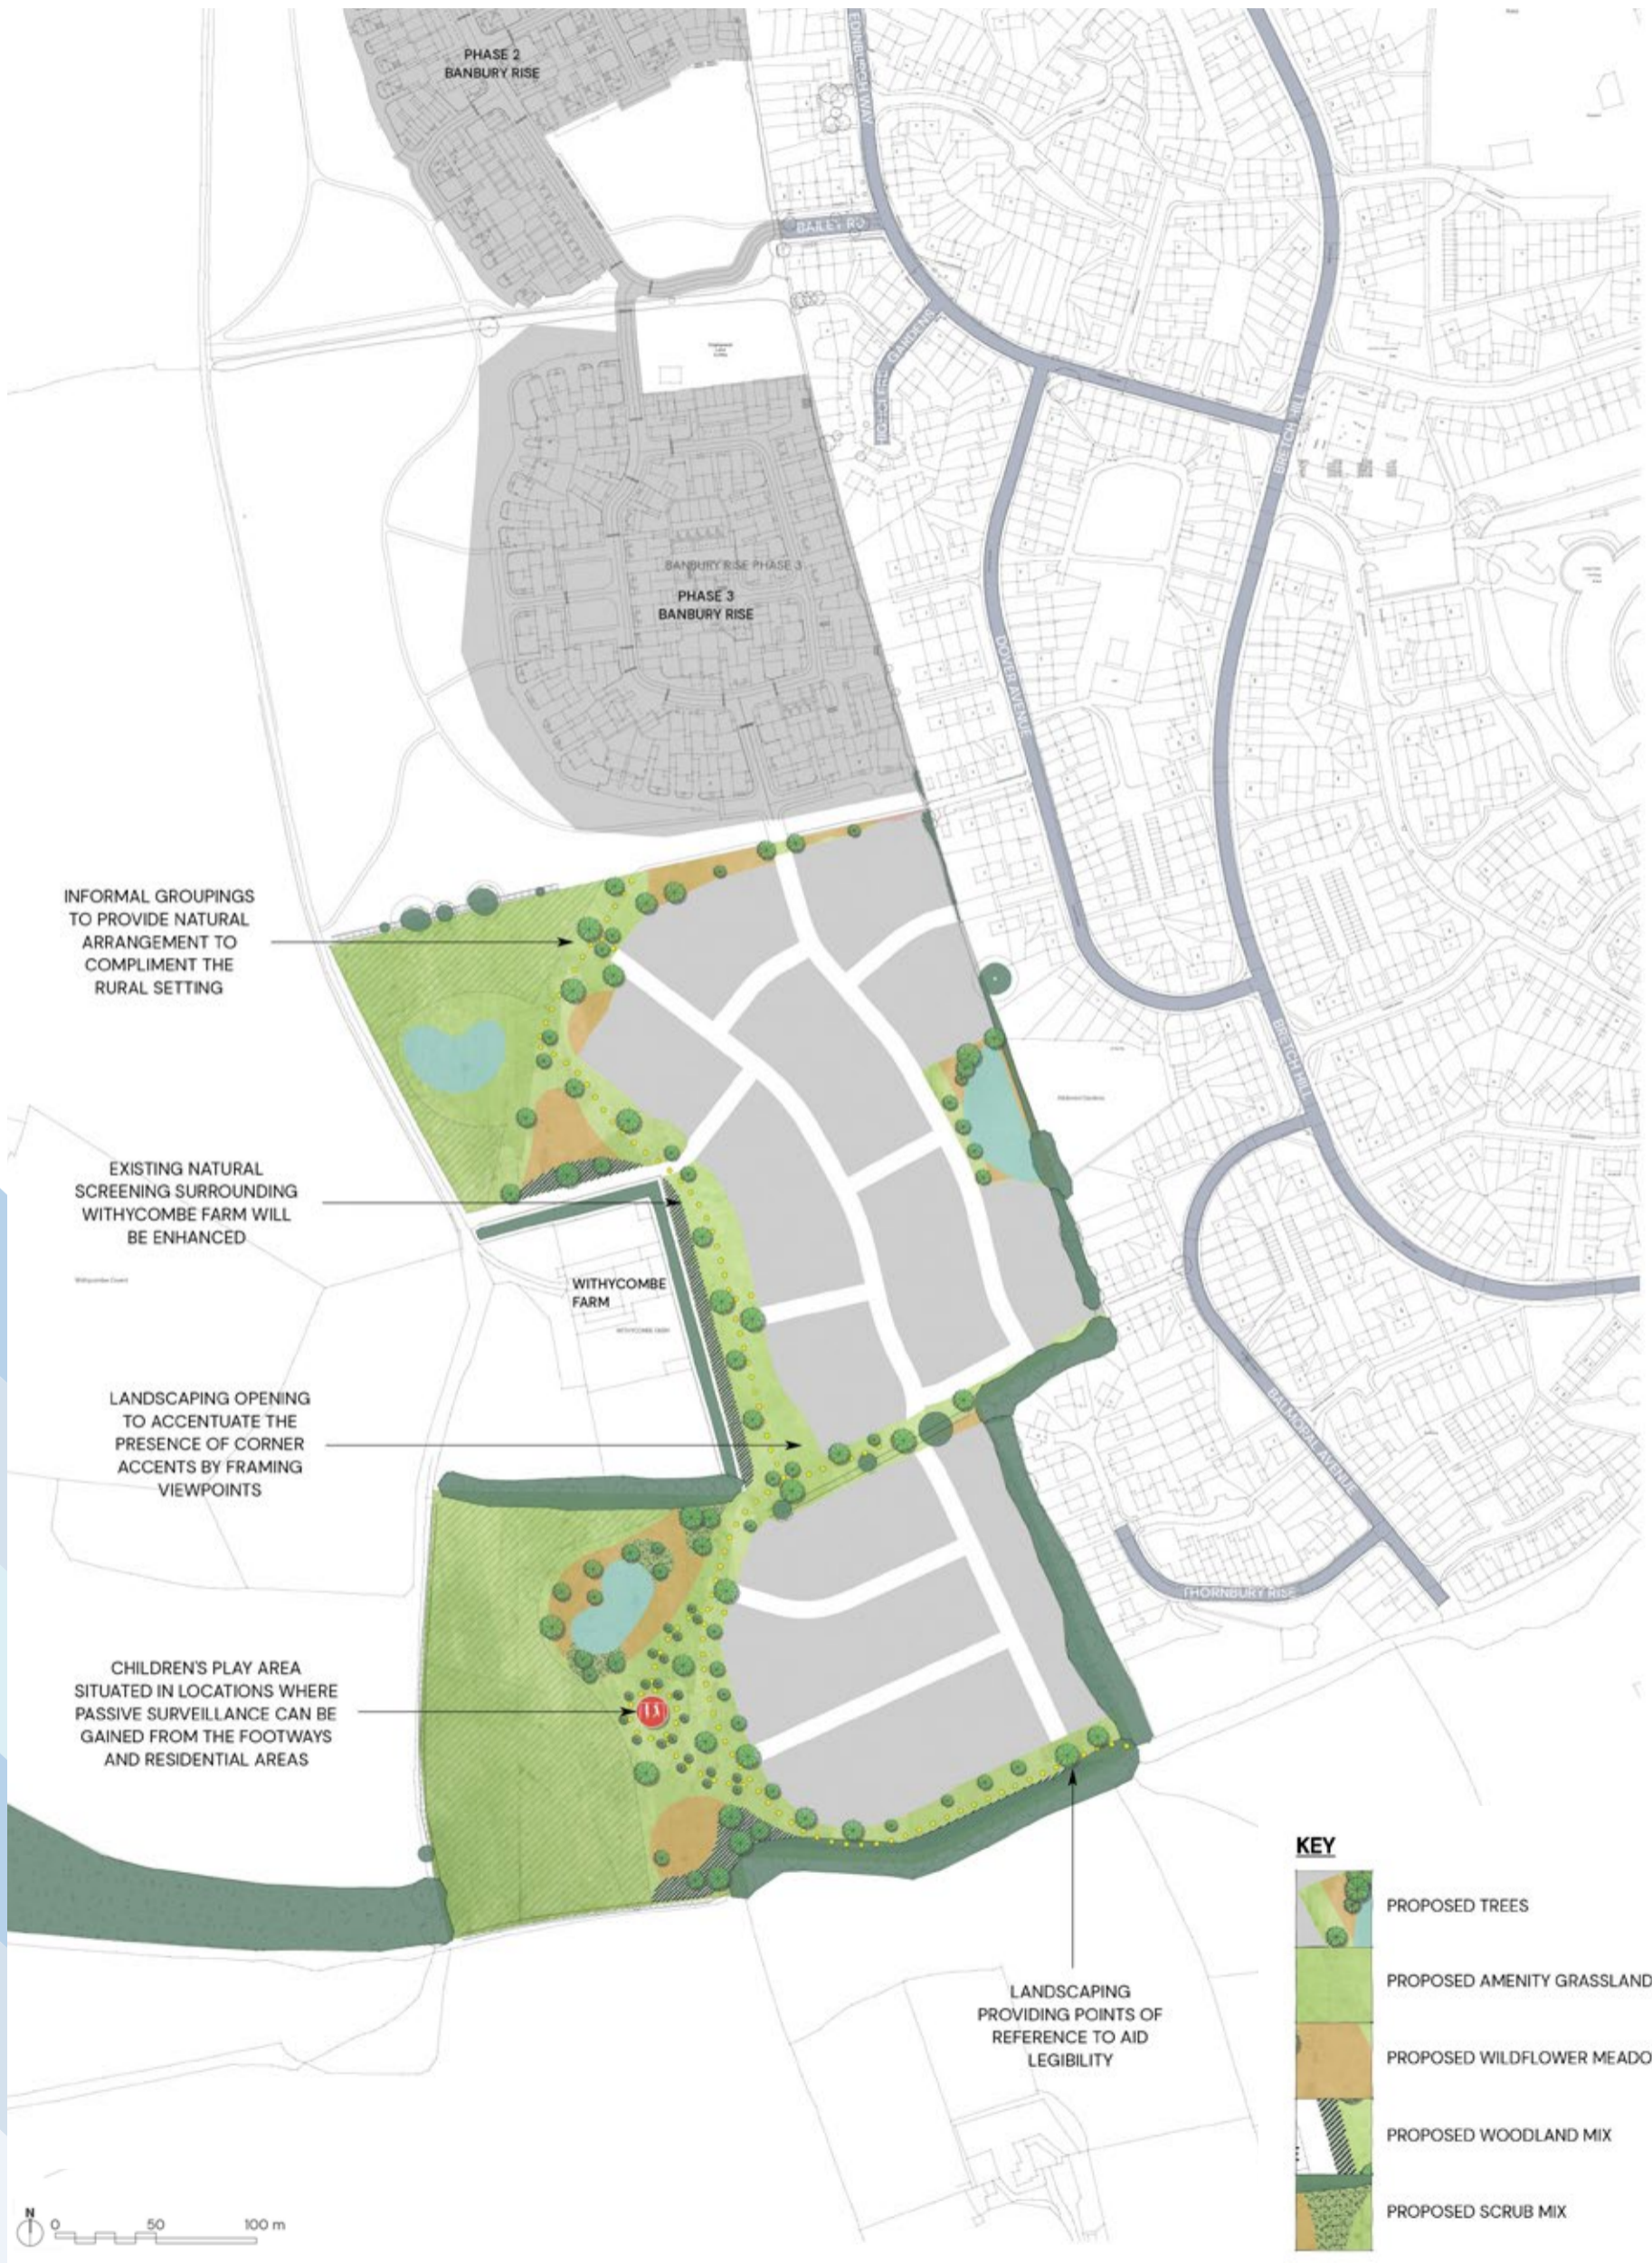 PHASE 2
BANBURY RISE
EDINBURGH WAY
BAILEY RD
GARDENS
BRETCH HILL
BANBURY RISE PHASE 3
PHASE 3
BANBURY RISE
DOVER AVENUE
INFORMAL GROUPINGS
TO PROVIDE NATURAL
ARRANGEMENT TO
COMPLIMENT THE
RURAL SETTING
BRETCH HILL
EXISTING NATURAL
SCREENING SURROUNDING
WITHYCOMBE FARM WILL
BE ENHANCED
WITHYCOMBE
FARM
WITHYCOMBE FARM
LANDSCAPING OPENING
TO ACCENTUATE THE
PRESENCE OF CORNER
ACCENTS BY FRAMING
VIEWPOINTS
BALMORAL AVENUE
THORNBURY RISE
CHILDREN'S PLAY AREA
SITUATED IN LOCATIONS WHERE
PASSIVE SURVEILLANCE CAN BE
GAINED FROM THE FOOTWAYS
AND RESIDENTIAL AREAS
LANDSCAPING
PROVIDING POINTS OF
REFERENCE TO AID
LEGIBILITY
KEY
PROPOSED TREES
PROPOSED AMENITY GRASSLAND
PROPOSED WILDFLOWER MEADO
PROPOSED WOODLAND MIX
PROPOSED SCRUB MIX
N
0 50 100 m